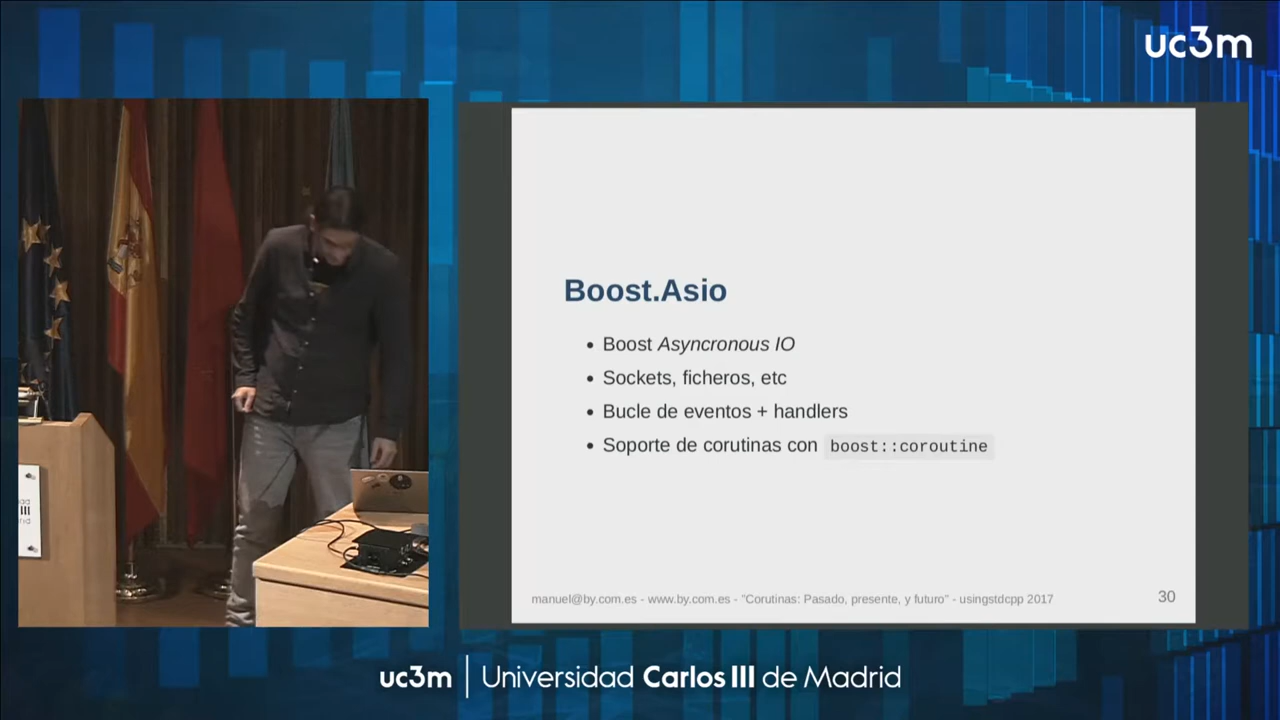 uc3m
Boost.Asio
Boost Asyncronous IO
Sockets, ficheros, etc
Bucle de eventos + handlers
Soporte de corutinas con boost::coroutine
manuel@by.com.es - www.by.com.es - "Corutinas: Pasado, presente, y futuro" - usingstdcpp 2017
30
III
uc3m | Universidad Carlos III de Madrid